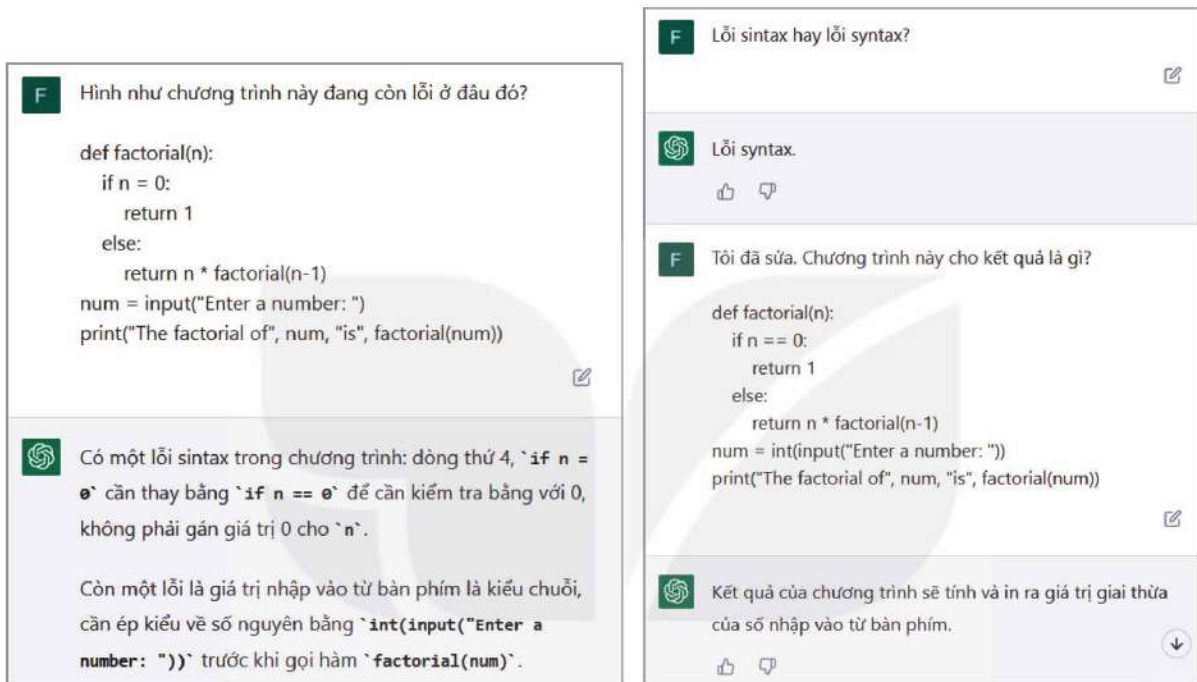 F
Hình như chương trình này đang còn lỗi ở đâu đó?
def factorial(n):
if n = 0:
return 1
else:
return n * factorial(n-1)
num = input("Enter a number: ")
print("The factorial of", num, "is", factorial(num))
Có một lỗi sintax trong chương trình: dòng thứ 4, `if n =
0` cần thay bằng `if n == 0` để cần kiểm tra bằng với 0,
không phải gán giá trị 0 cho `n`.
Còn một lỗi là giá trị nhập vào từ bàn phím là kiểu chuỗi,
cần ép kiểu về số nguyên bằng `int(input("Enter a
number: "))` trước khi gọi hàm `factorial(num)`.
F
Lỗi sintax hay lỗi syntax?
Lỗi syntax.
F
Tôi đã sửa. Chương trình này cho kết quả là gì?
def factorial(n):
if n == 0:
return 1
else:
return n * factorial(n-1)
num = int(input("Enter a number: "))
print("The factorial of", num, "is", factorial(num))
Kết quả của chương trình sẽ tính và in ra giá trị giai thừa
của số nhập vào từ bàn phím.